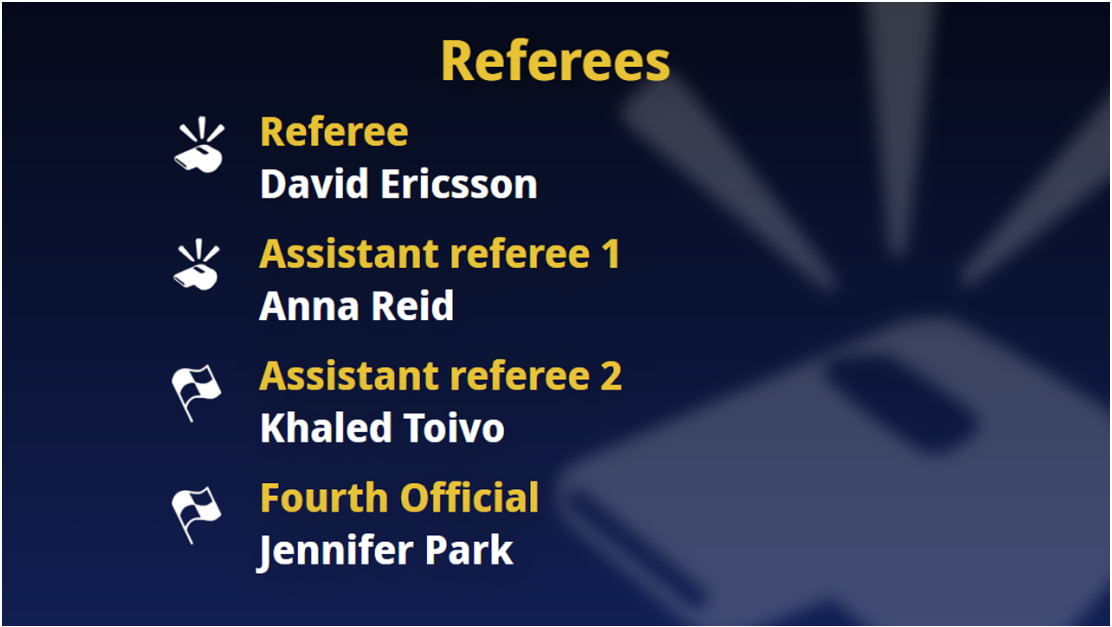 Referees
Referee
David Ericsson
Assistant referee 1
Anna Reid
Assistant referee 2
Khaled Toivo
Fourth Official
Jennifer Park